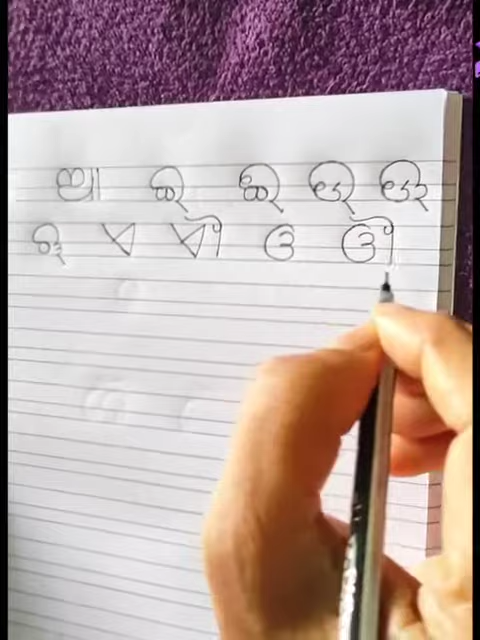 ଆ ଇ ଈ ଉ ଊ
ଋ ଏ ଐ ଓ ଔ